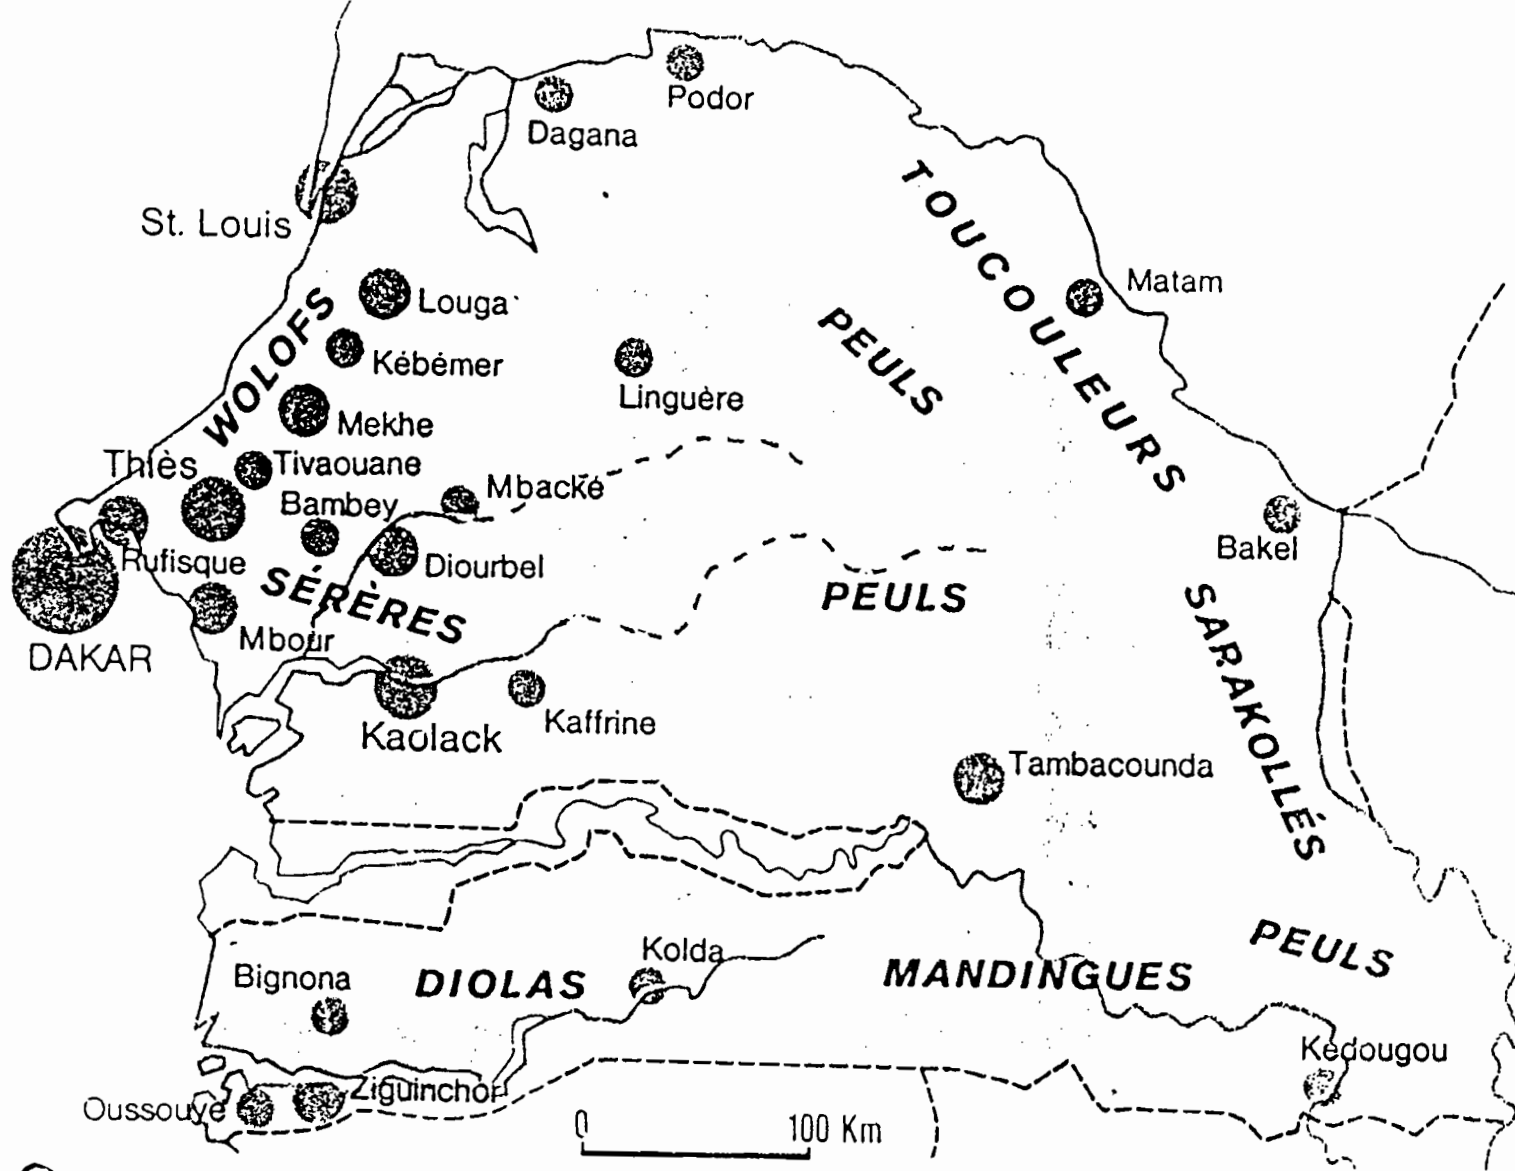 Podor
Dagana
TOUCOULEURS
St. Louis
Matam
Louga
WOLOFS
PEULS
Kébémer
Linguère
Mekhe
Thiès
Tivaouane
Mbacké
Bambey
Bakel
Rufisque
Diourbel
SÉRÈRES
PEULS
Mbour
DAKAR
SARAKOLLÉS
Kaffrine
Kaolack
Tambacounda
PEULS
Kolda
Bignona
DIOLAS
MANDINGUES
Kédougou
Ziguinchor
Oussouye
0 100 Km